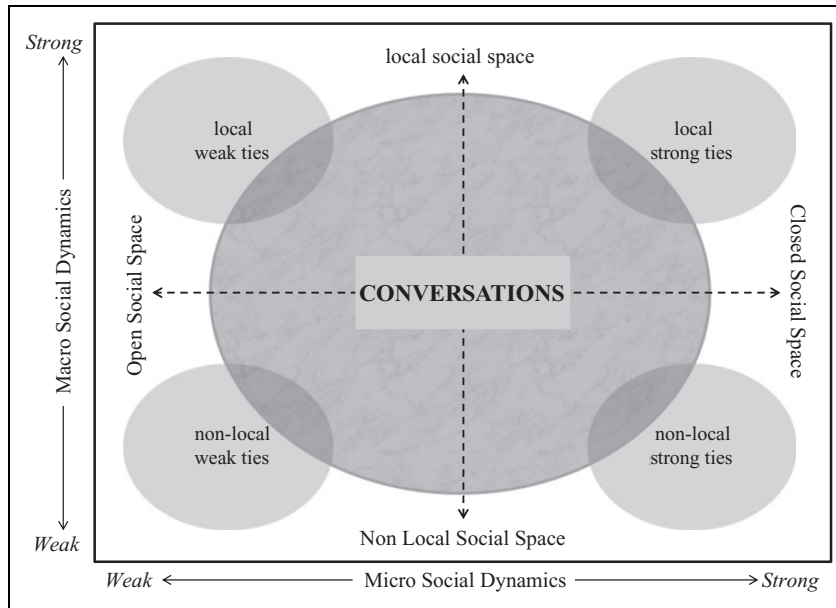 Strong
local social space
local
weak ties
local
strong ties
Macro Social Dynamics
Open Social Space
CONVERSATIONS
Closed Social Space
non-local
weak ties
non-local
strong ties
Non Local Social Space
Weak
Weak
Micro Social Dynamics
Strong